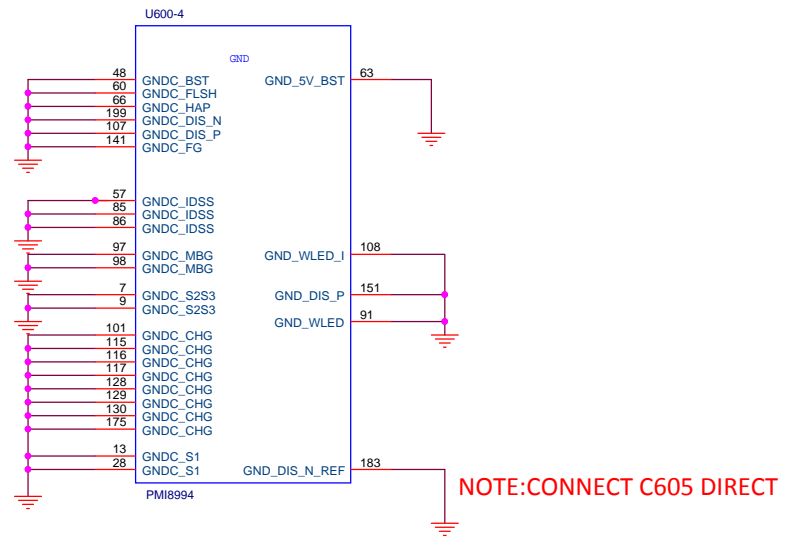 U600-4
GND
48 GNDC_BST GND_5V_BST 63
60 GNDC_FLSH
66 GNDC_HAP
199 GNDC_DIS_N
107 GNDC_DIS_P
141 GNDC_FG
57 GNDC_IDSS
85 GNDC_IDSS
86 GNDC_IDSS
97 GNDC_MBG GND_WLED_I 108
98 GNDC_MBG
7 GNDC_S2S3 GND_DIS_P 151
9 GNDC_S2S3
GND_WLED 91
101 GNDC_CHG
115 GNDC_CHG
116 GNDC_CHG
117 GNDC_CHG
128 GNDC_CHG
129 GNDC_CHG
130 GNDC_CHG
175 GNDC_CHG
13 GNDC_S1
28 GNDC_S1 GND_DIS_N_REF 183
NOTE:CONNECT C605 DIRECT
PMI8994